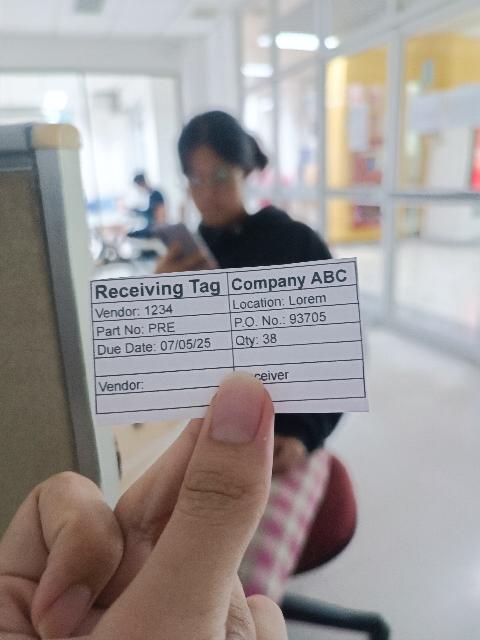 Receiving Tag Company ABC
Vendor: 1234 Location: Lorem
Part No: PRE P.O. No.: 93705
Due Date: 07/05/25 Qty: 38
Vendor: ceiver